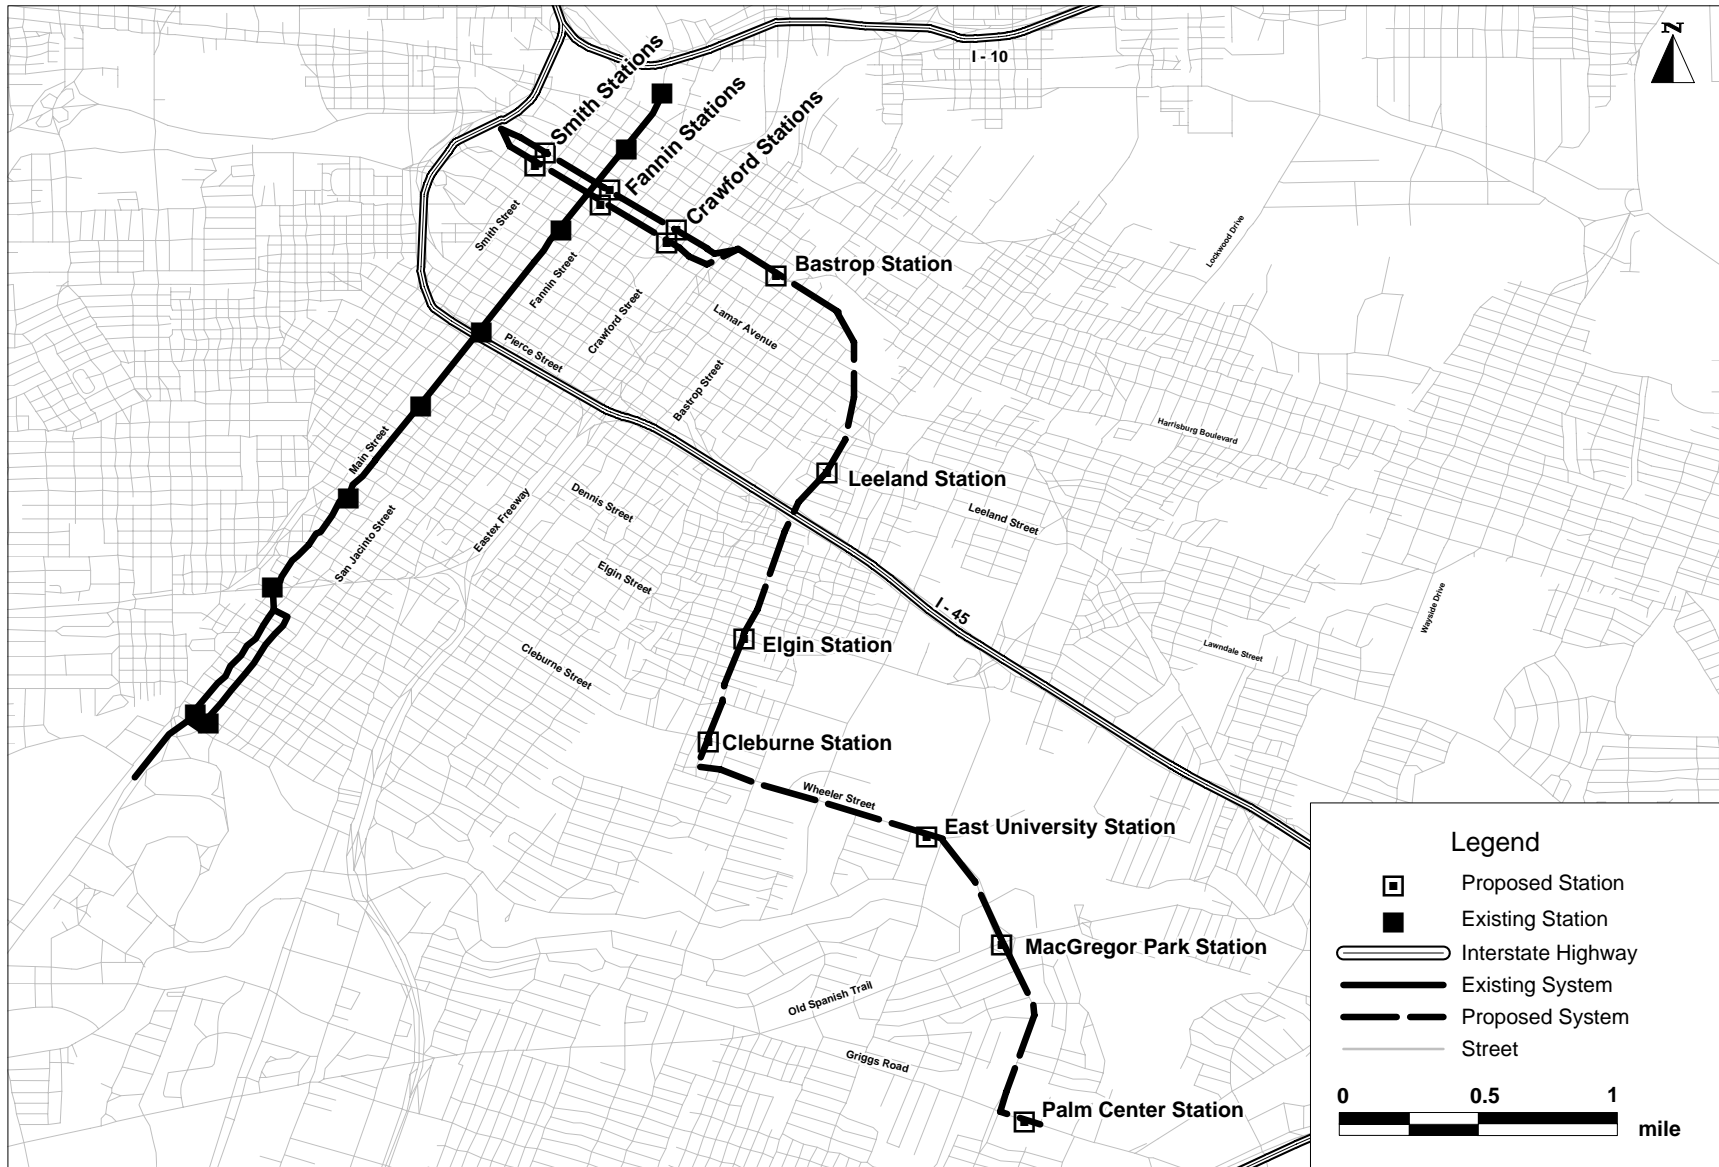 N
I - 10
Smith Stations
Fannin Stations
Crawford Stations
Smith Street
Lockwood Drive
Bastrop Station
Fannin Street
Crawford Street
Lamar Avenue
Pierce Street
Bastrop Street
Harrisburg Boulevard
Main Street
Leeland Station
Dennis Street
Eastex Freeway
Leeland Street
San Jacinto Street
Elgin Street
I - 45
Wayside Drive
Elgin Station
Lawndale Street
Cleburne Street
Cleburne Station
Wheeler Street
East University Station
MacGregor Park Station
Old Spanish Trail
Griggs Road
Palm Center Station
Legend
Proposed Station
Existing Station
Interstate Highway
Existing System
Proposed System
Street
0 0.5 1
mile